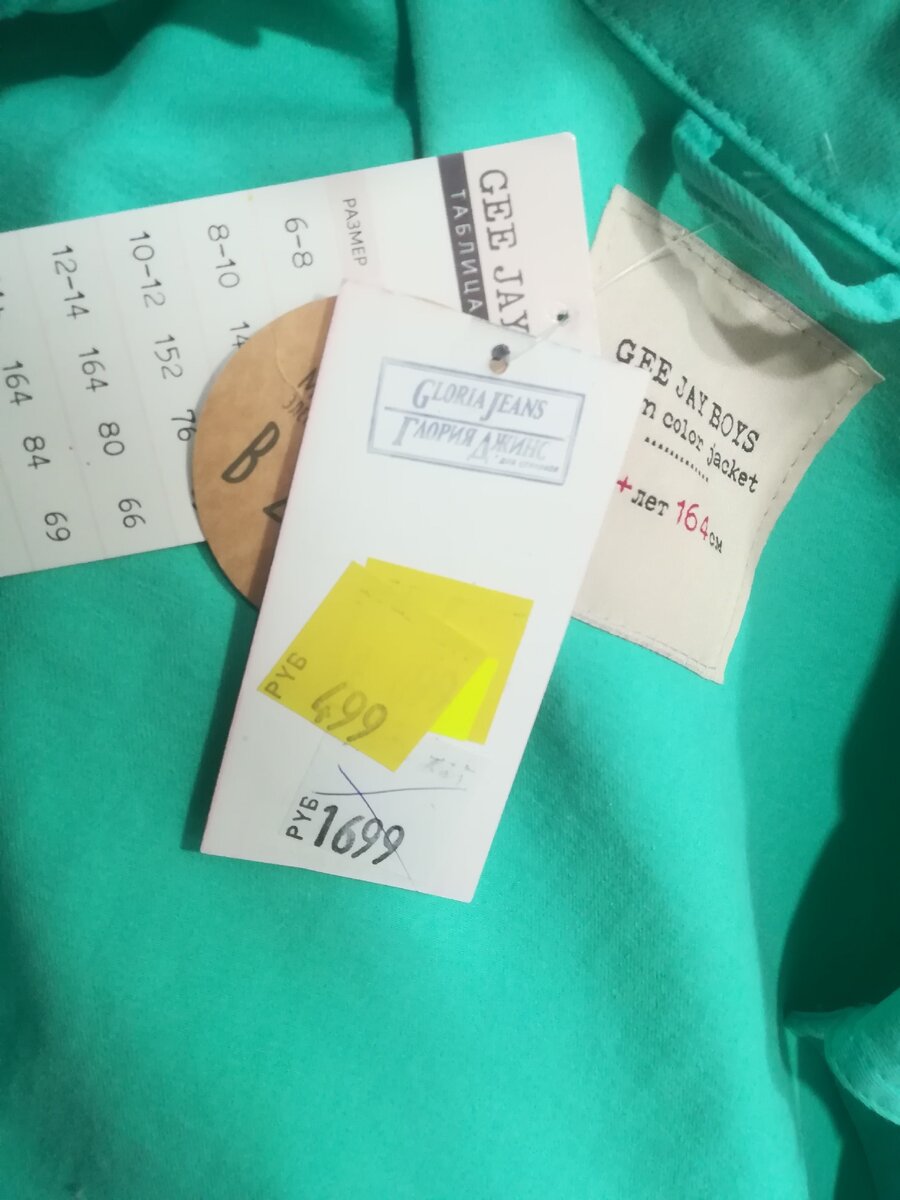 GEE JAY
ТАБЛИЦА
РАЗМЕР
6-8
8-10
10-12 152 76
12-14 164 80 66
164 84 69
B
GLORIA JEANS
ГЛОРИЯ ДЖИНС
GEE JAY BOYS
n color jacket
+лет 164см
РУБ 499
РУБ 1699